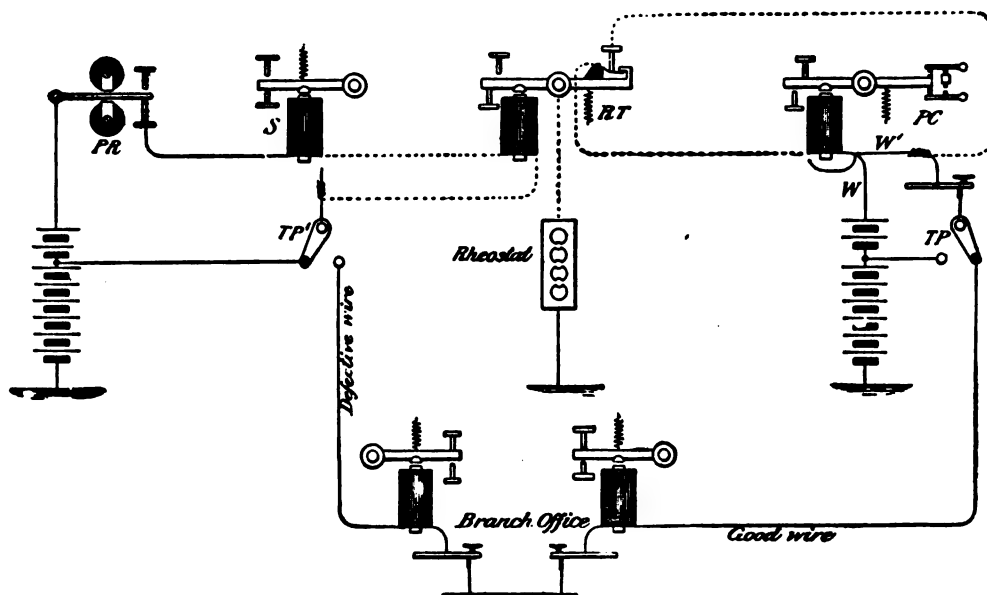 PR
S
RT
PC
W'
W
TP'
TP
Rheostat
Defective wire
Branch Office
Good wire